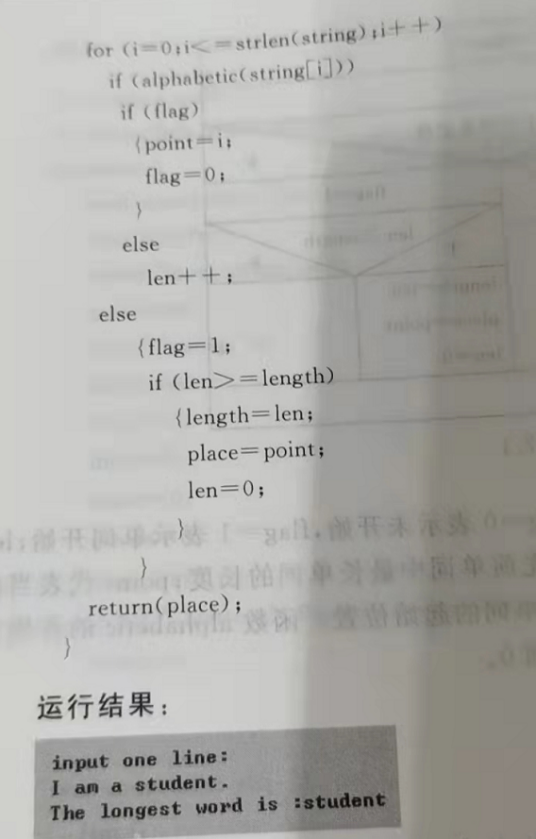 for (i=0;i<=strlen(string);i++)
if (alphabetic(string[i]))
if (flag)
{point=i;
flag=0;
}
else
len++;
else
{flag=1;
if (len>=length)
{length=len;
place=point;
len=0;
}
}
return(place);
}
运行结果：
input one line:
I am a student.
The longest word is :student